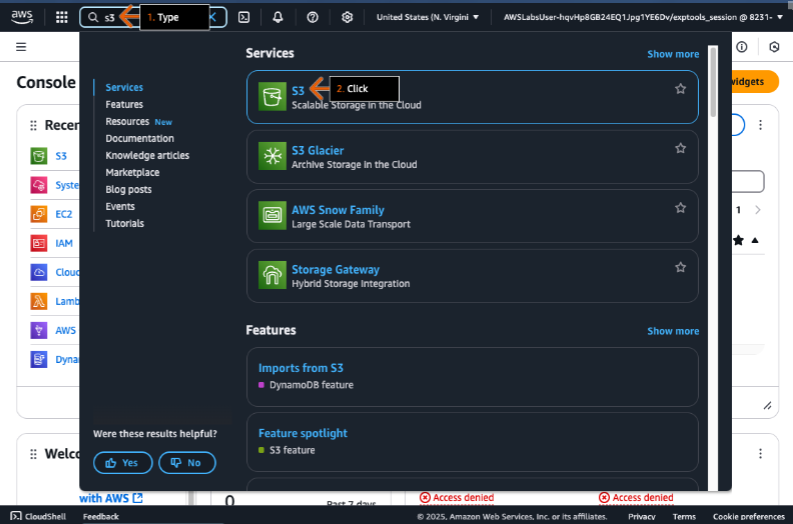 aws
s3
1. Type
United States (N. Virgini
AWSLabsUser-hqvHp8GB24EQ1Jpg1YE6Dv/exptools_session @ 8231-
Console
widgets
Services
Show more
Services
Features
Resources New
Documentation
Knowledge articles
Marketplace
Blog posts
Events
Tutorials
S3
2. Click
Scalable Storage in the Cloud
S3 Glacier
Archive Storage in the Cloud
AWS Snow Family
Large Scale Data Transport
Storage Gateway
Hybrid Storage Integration
Features
Show more
Imports from S3
DynamoDB feature
Feature spotlight
S3 feature
Were these results helpful?
Yes
No
Recen
S3
Syste
EC2
IAM
Cloud
Lamb
AWS
Dyna
1
Welco
with AWS
0
Past 7 days
Access denied
Access denied
CloudShell
Feedback
© 2025, Amazon Web Services, Inc. or its affiliates.
Privacy
Terms
Cookie preferences